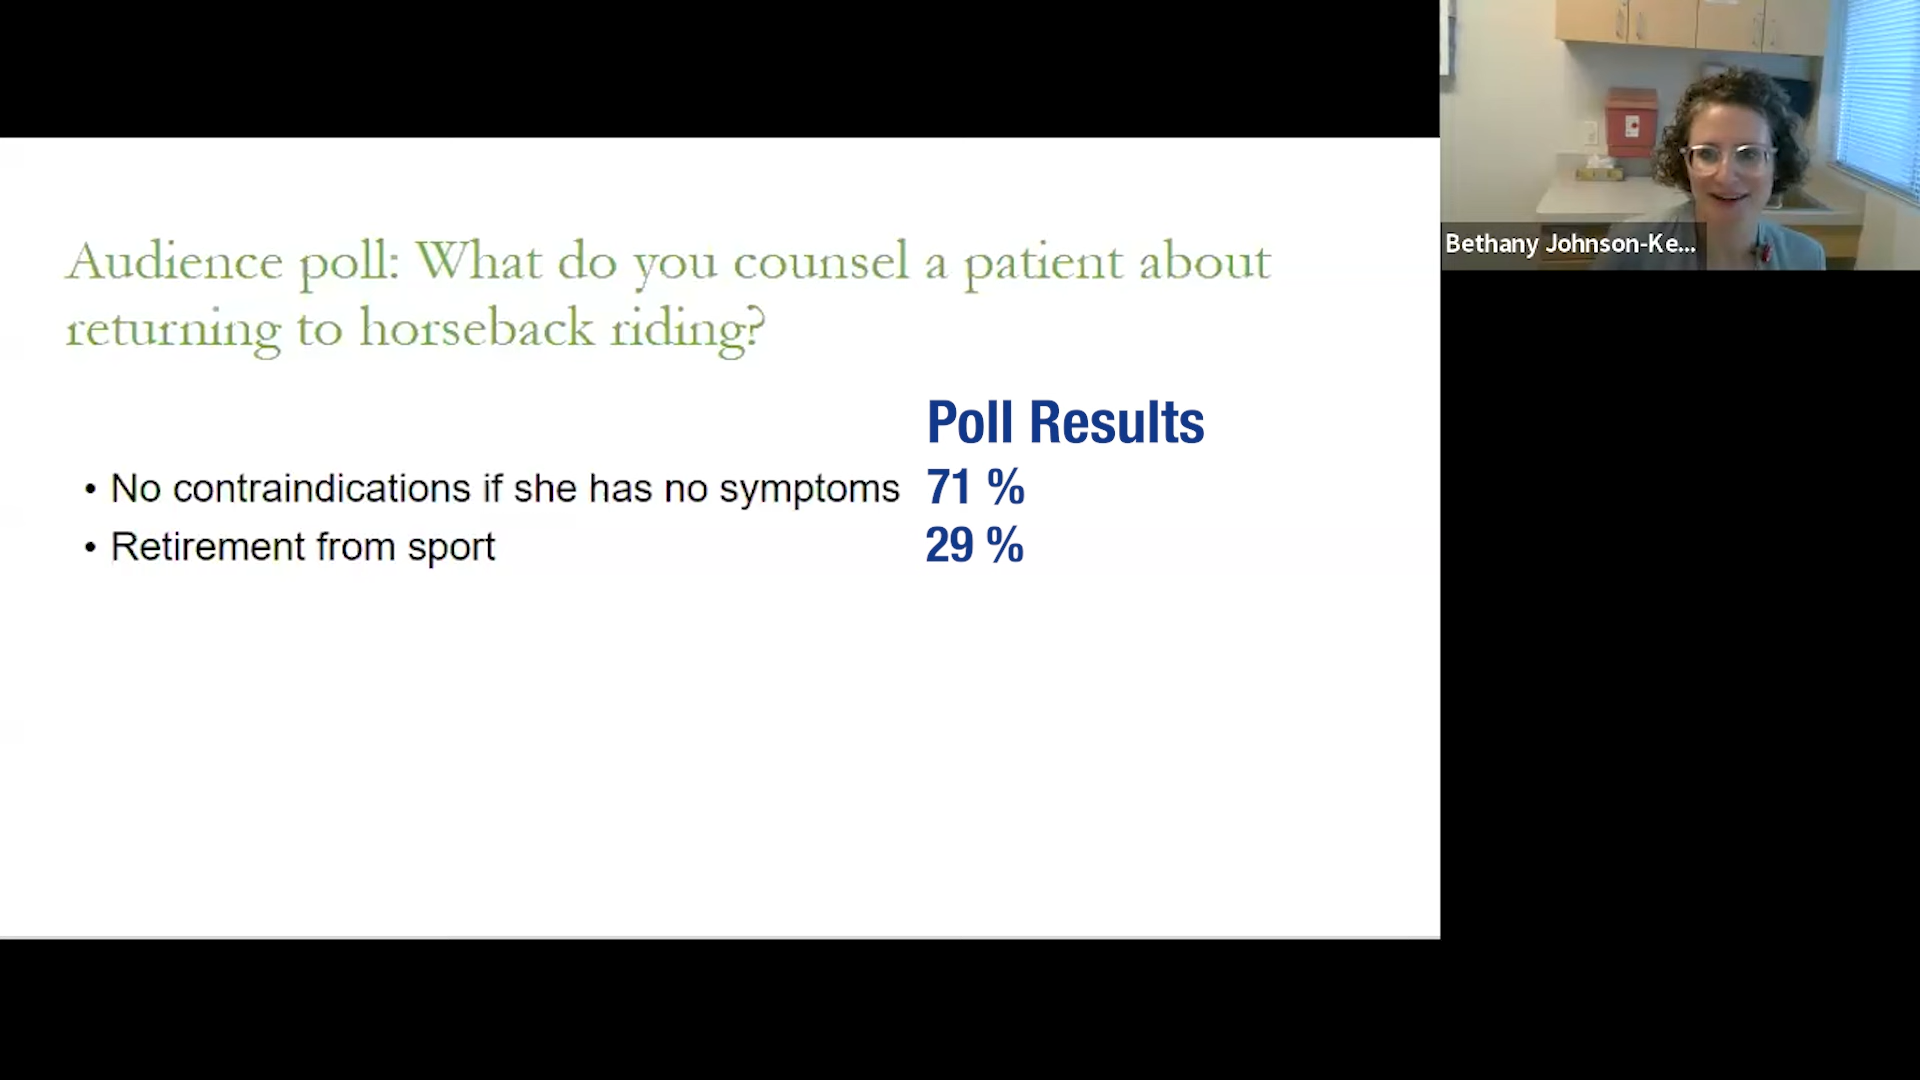 Audience poll: What do you counsel a patient about
returning to horseback riding?
Poll Results
• No contraindications if she has no symptoms 71 %
• Retirement from sport 29 %
Bethany Johnson-Ke...